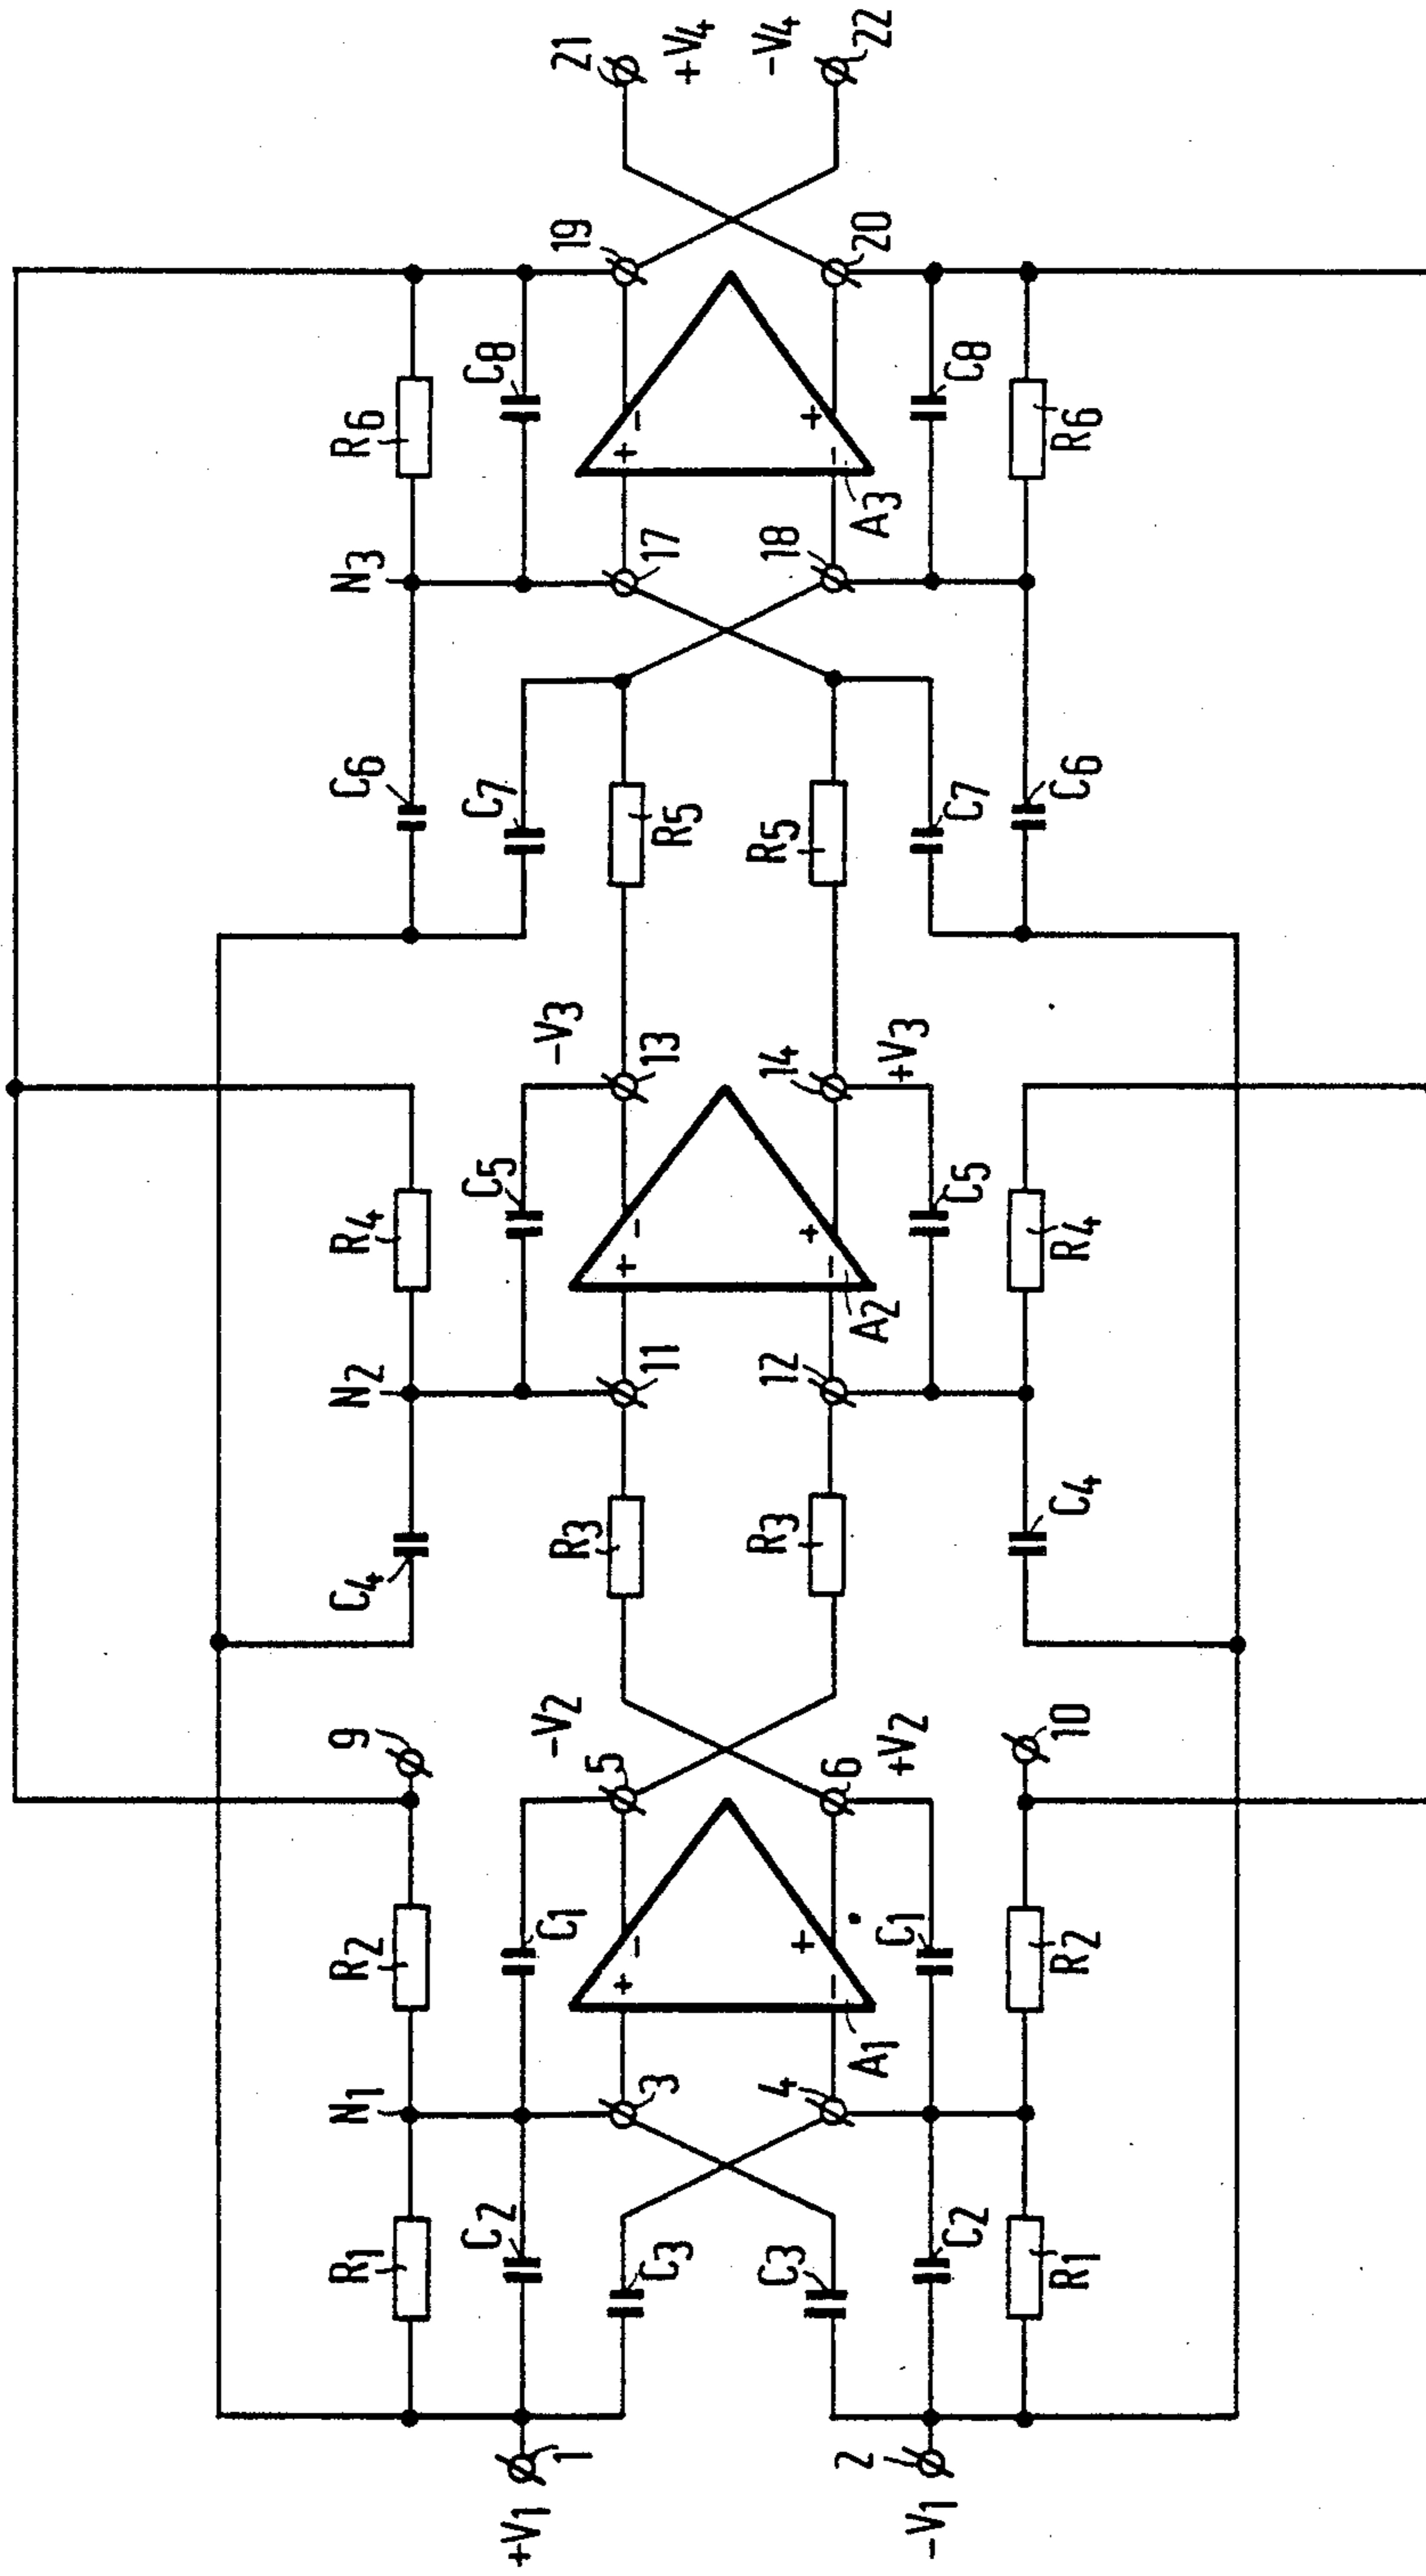 R6 R6
N3 19 21
C8 +V4
17
C6
C7
R5
-V3
13
R4
C5
N2
11
C4
R3
9
-V2
5
R2
C1
N1
3
R1
C2
C3
+V1
1
+ -
+ -
+ -
- +
- +
- +
A3
A2
A1
18
20
-V4
22
C8
R5
C7
C6
14
+V3
C5
R4
12
R3
C4
6
+V2
10
C1
R2
4
C3
C2
R1
2
-V1